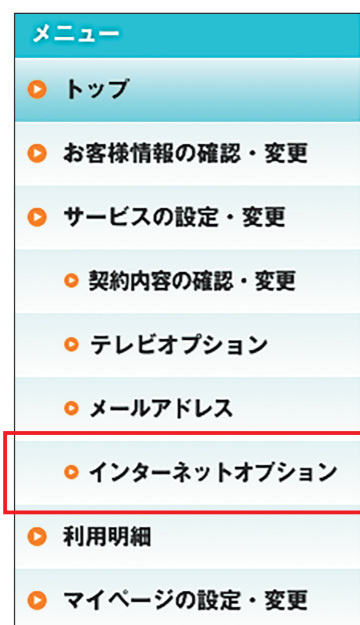 メニュー
トップ
お客様情報の確認・変更
サービスの設定・変更
契約内容の確認・変更
テレビオプション
メールアドレス
インターネットオプション
利用明細
マイページの設定・変更